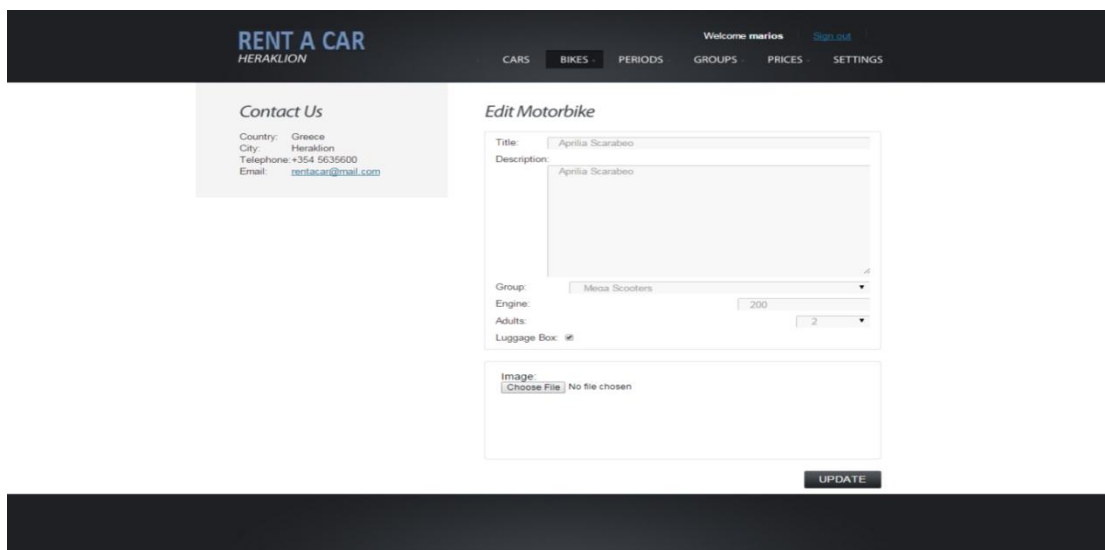 RENT A CAR
HERAKLION
Welcome marios Sign out
CARS BIKES PERIODS GROUPS PRICES SETTINGS
Contact Us
Country: Greece
City: Heraklion
Telephone:+354 5635600
Email: rentacar@mail.com
Edit Motorbike
Title: Aprilia Scarabeo
Description:
Aprilia Scarabeo
Group: Mega Scooters
Engine: 200
Adults: 2
Luggage Box:
Image:
Choose File No file chosen
UPDATE